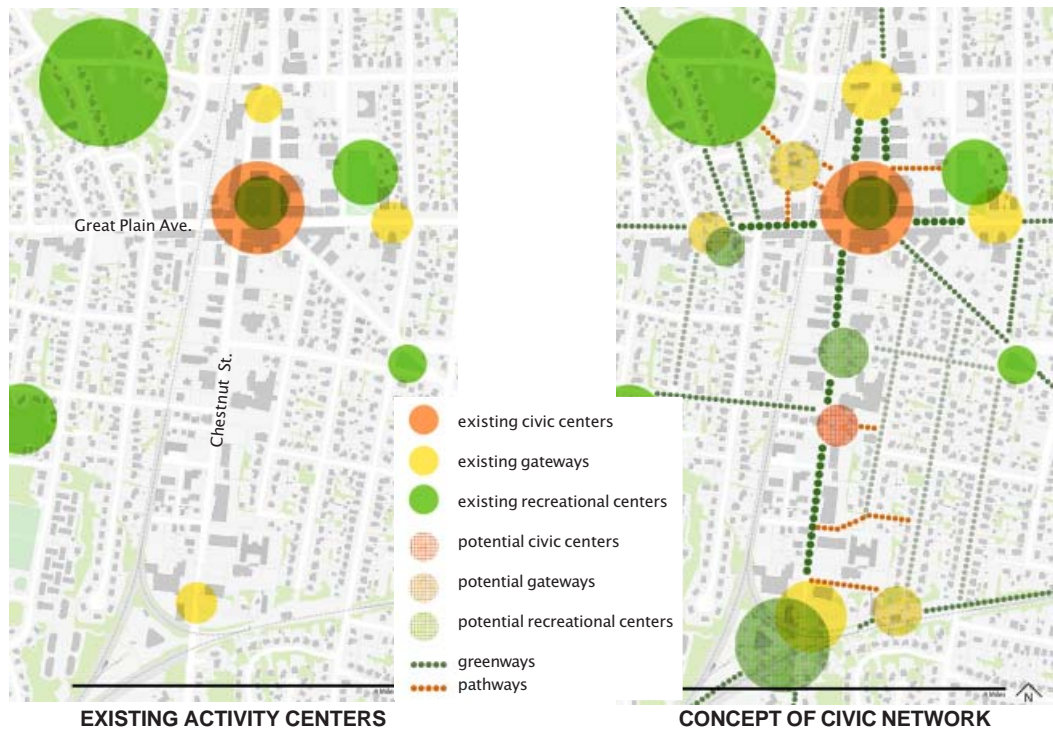 Great Plain Ave.
Chestnut St.
existing civic centers
existing gateways
existing recreational centers
potential civic centers
potential gateways
potential recreational centers
greenways
pathways
N
EXISTING ACTIVITY CENTERS
CONCEPT OF CIVIC NETWORK